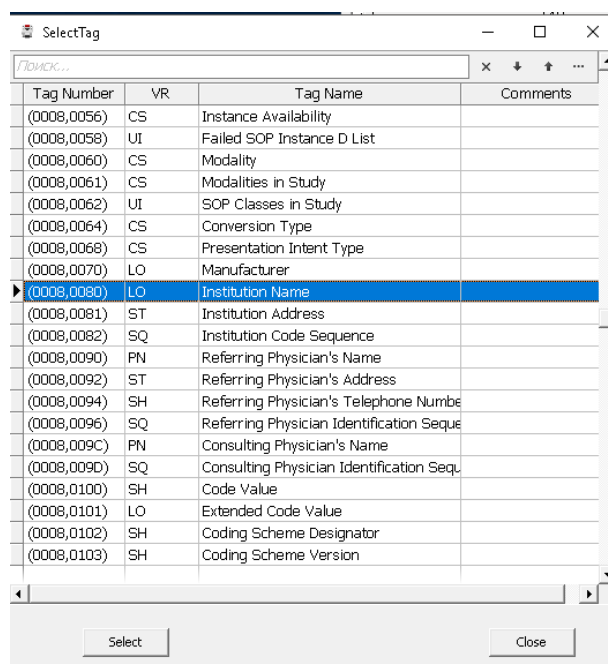 SelectTag
Поиск...
Tag Number VR Tag Name Comments
(0008,0056) CS Instance Availability
(0008,0058) UI Failed SOP Instance D List
(0008,0060) CS Modality
(0008,0061) CS Modalities in Study
(0008,0062) UI SOP Classes in Study
(0008,0064) CS Conversion Type
(0008,0068) CS Presentation Intent Type
(0008,0070) LO Manufacturer
(0008,0080) LO Institution Name
(0008,0081) ST Institution Address
(0008,0082) SQ Institution Code Sequence
(0008,0090) PN Referring Physician's Name
(0008,0092) ST Referring Physician's Address
(0008,0094) SH Referring Physician's Telephone Numbe
(0008,0096) SQ Referring Physician Identification Seque
(0008,009C) PN Consulting Physician's Name
(0008,009D) SQ Consulting Physician Identification Sequ
(0008,0100) SH Code Value
(0008,0101) LO Extended Code Value
(0008,0102) SH Coding Scheme Designator
(0008,0103) SH Coding Scheme Version
Select Close